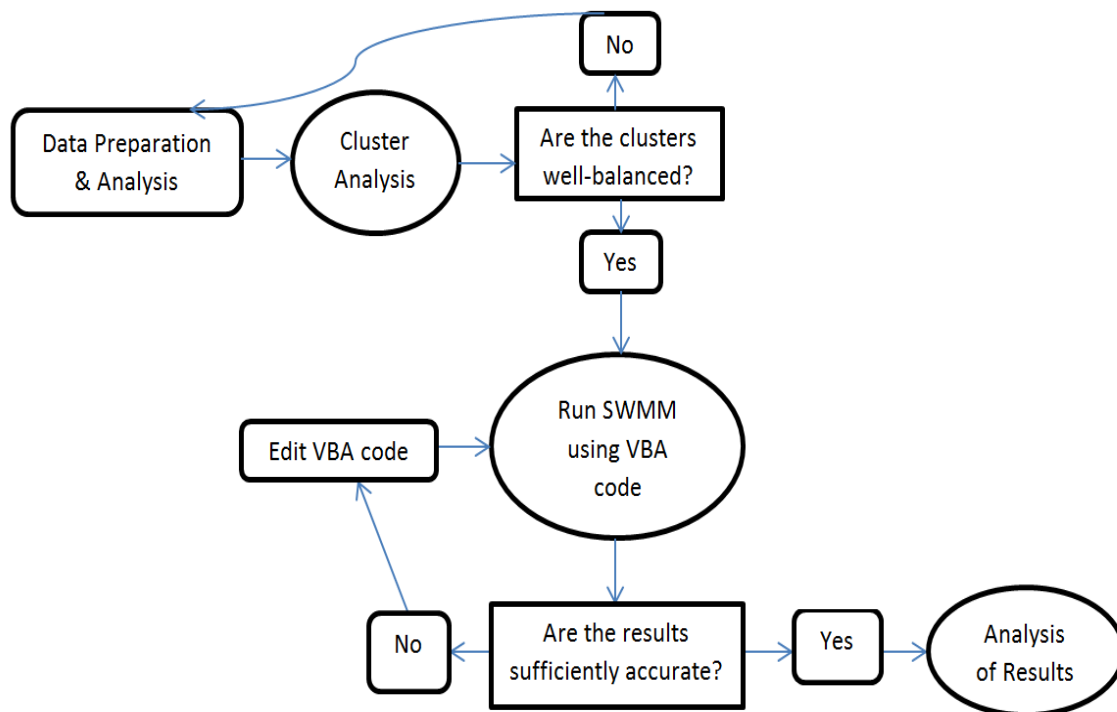 No
Data Preparation
& Analysis
Cluster
Analysis
Are the clusters
well-balanced?
Yes
Run SWMM
using VBA
code
Edit VBA code
No
Are the results
sufficiently accurate?
Yes
Analysis
of Results